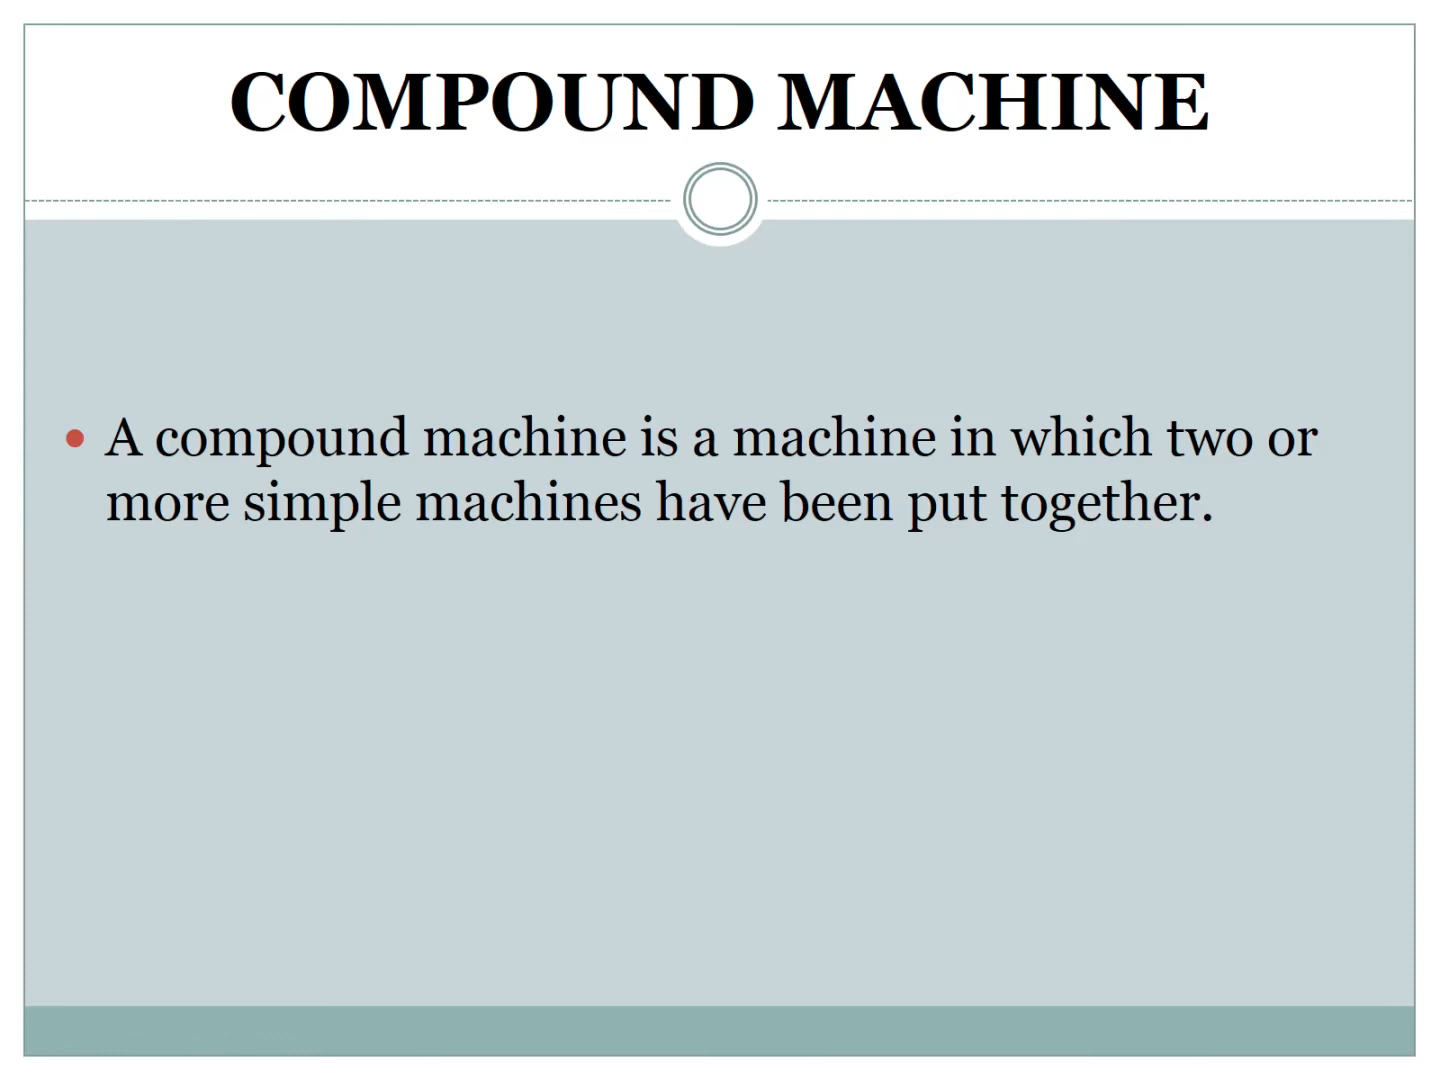 COMPOUND MACHINE
• A compound machine is a machine in which two or
more simple machines have been put together.